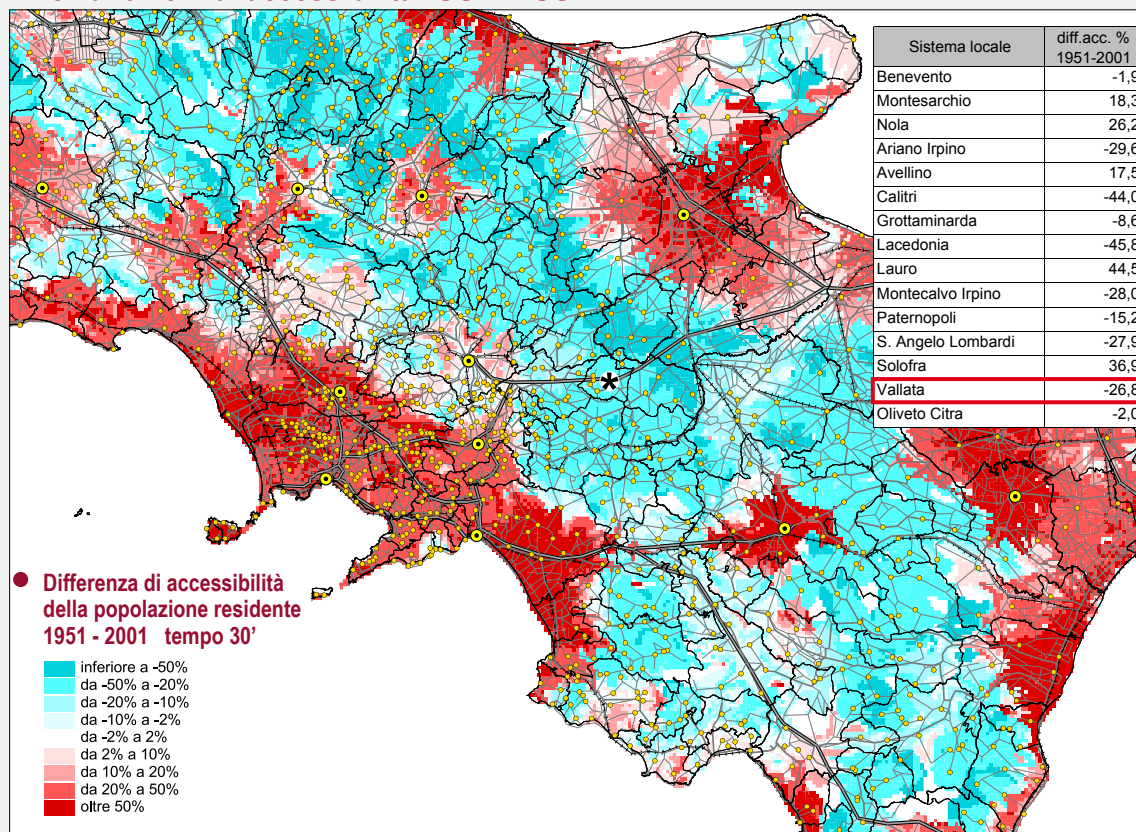 Sistema locale diff.acc. % 1951-2001
Benevento -1,9
Montesarchio 18,3
Nola 26,2
Ariano Irpino -29,6
Avellino 17,5
Calitri -44,0
Grottaminarda -8,6
Lacedonia -45,8
Lauro 44,5
Montecalvo Irpino -28,0
Paternopoli -15,2
S. Angelo Lombardi -27,9
Solofra 36,9
Vallata -26,8
Oliveto Citra -2,0
*
Differenza di accessibilità
della popolazione residente
1951 - 2001 tempo 30'
inferiore a -50%
da -50% a -20%
da -20% a -10%
da -10% a -2%
da -2% a 2%
da 2% a 10%
da 10% a 20%
da 20% a 50%
oltre 50%